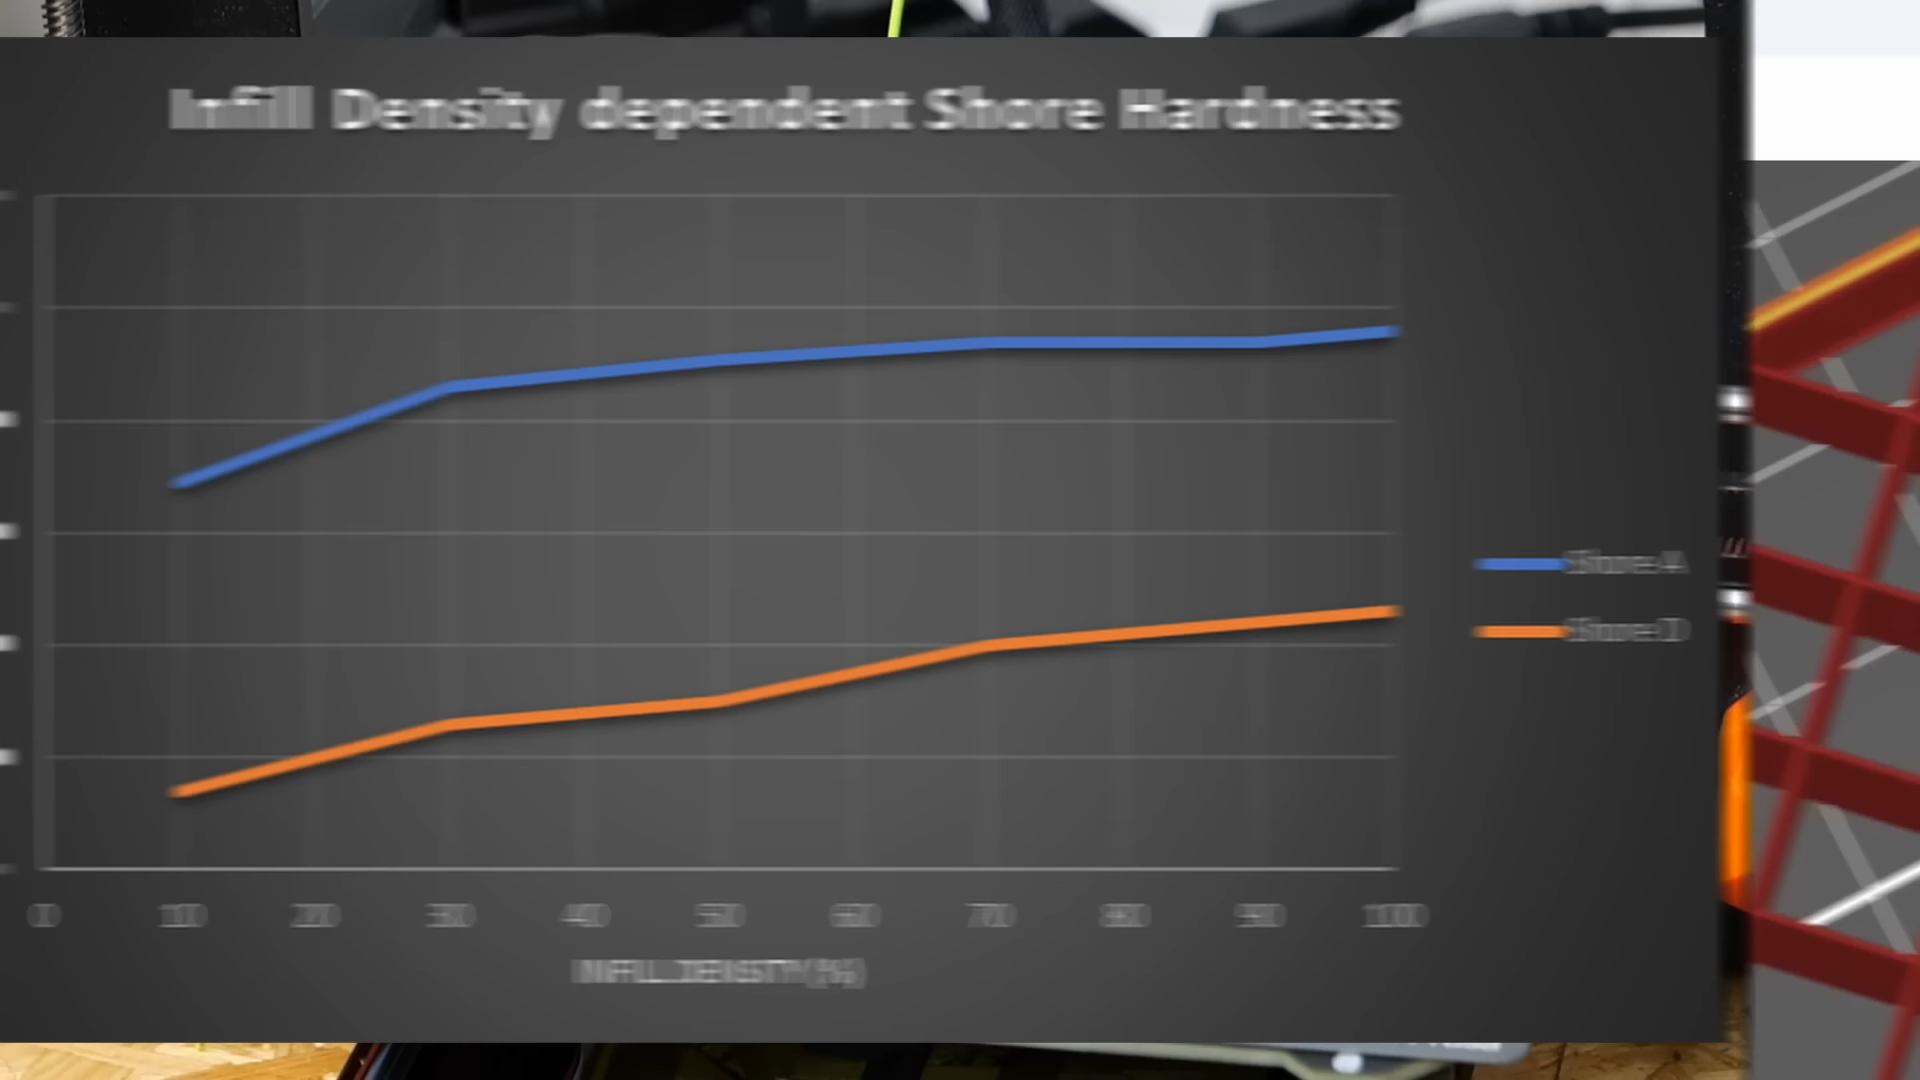 Infill Density dependent Shore Hardness
Shore A
Shore D
0 10 20 30 40 50 60 70 80 90 100
INFILL DENSITY (%)